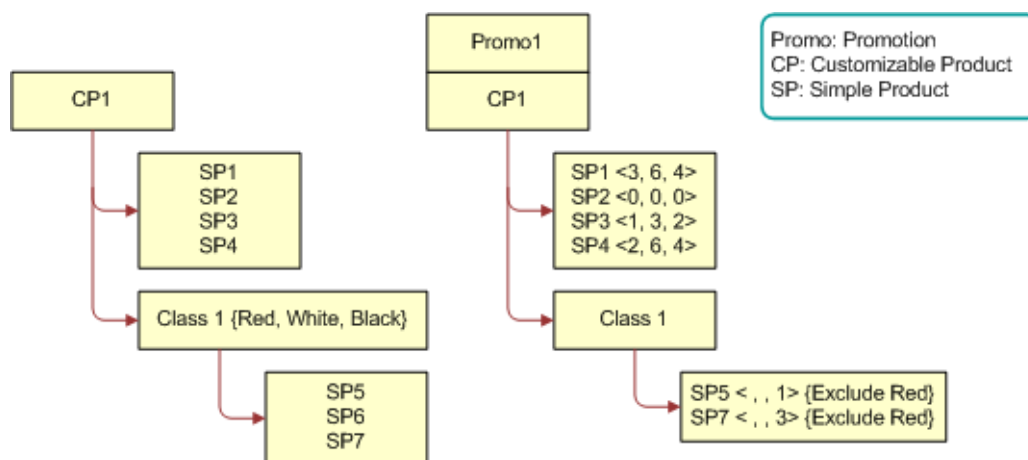 CP1
SP1
SP2
SP3
SP4
Class 1 {Red, White, Black}
SP5
SP6
SP7
Promo1
CP1
SP1 <3, 6, 4>
SP2 <0, 0, 0>
SP3 <1, 3, 2>
SP4 <2, 6, 4>
Class 1
SP5 < , , 1> {Exclude Red}
SP7 < , , 3> {Exclude Red}
Promo: Promotion
CP: Customizable Product
SP: Simple Product